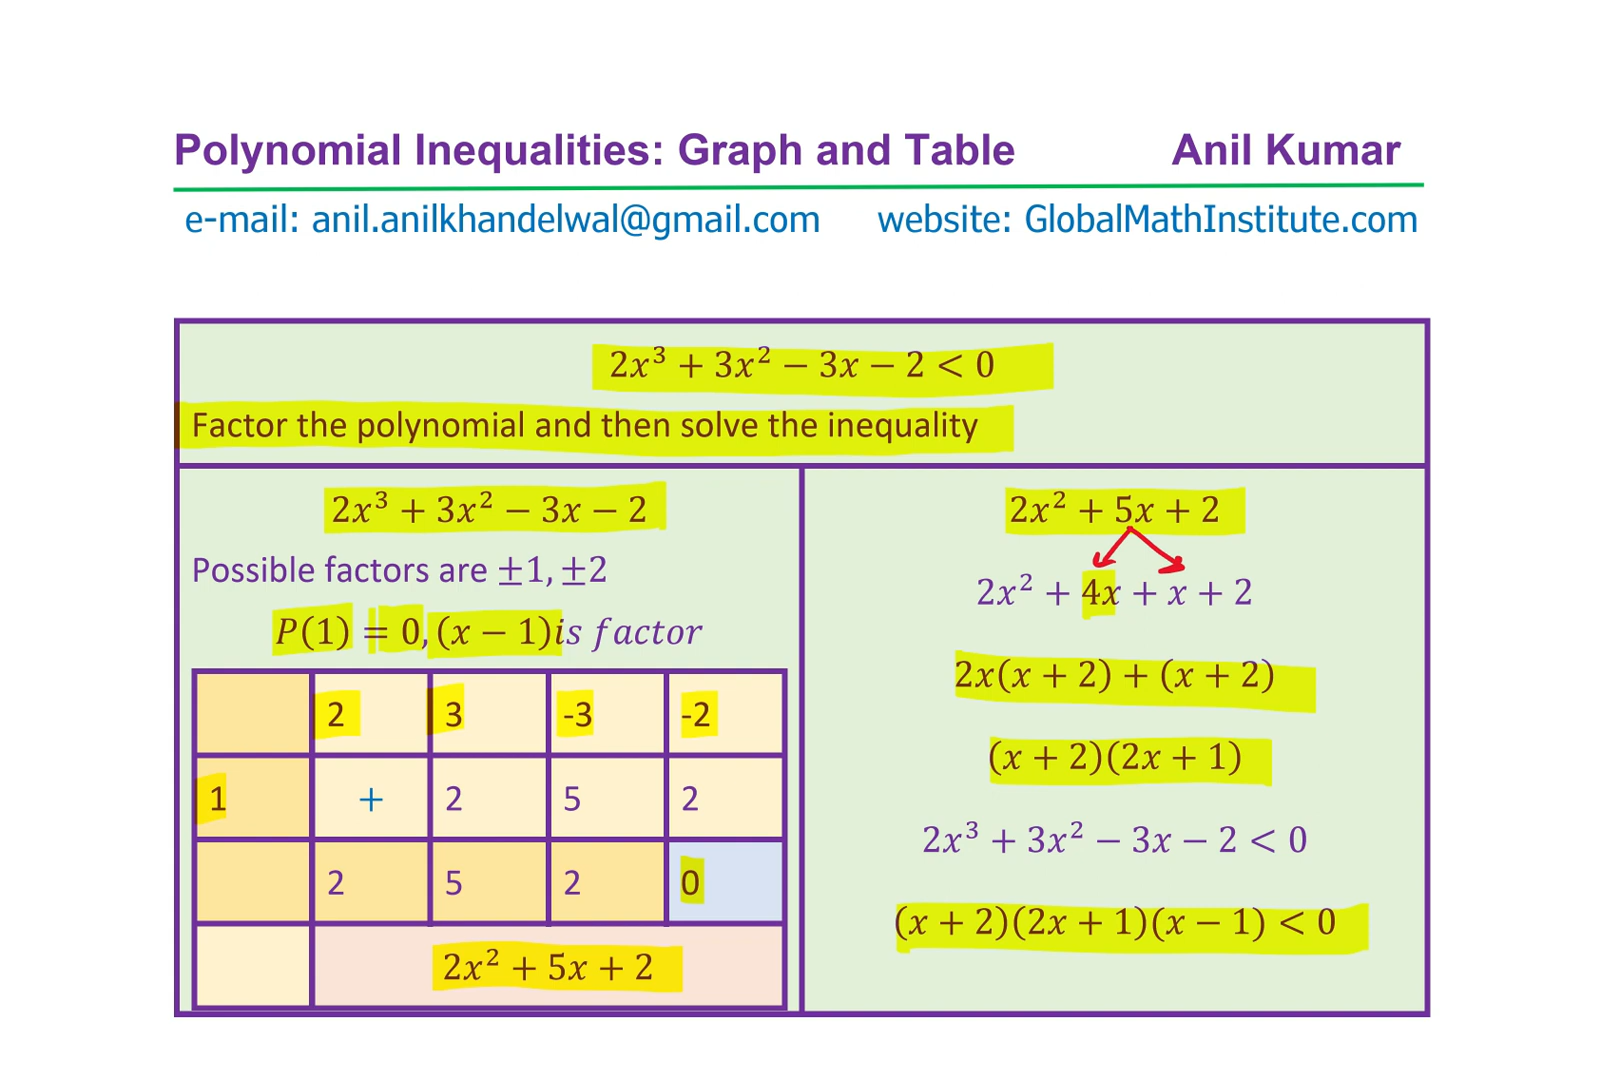 Polynomial Inequalities: Graph and Table Anil Kumar
e-mail: anil.anilkhandelwal@gmail.com website: GlobalMathInstitute.com
2x³ + 3x² − 3x − 2 < 0
Factor the polynomial and then solve the inequality
2x³ + 3x² − 3x − 2
Possible factors are ±1, ±2
P(1) = 0, (x − 1)is factor
2 3 -3 -2
1 + 2 5 2
2 5 2 0
2x² + 5x + 2
2x² + 5x + 2
2x² + 4x + x + 2
2x(x + 2) + (x + 2)
(x + 2)(2x + 1)
2x³ + 3x² − 3x − 2 < 0
(x + 2)(2x + 1)(x − 1) < 0